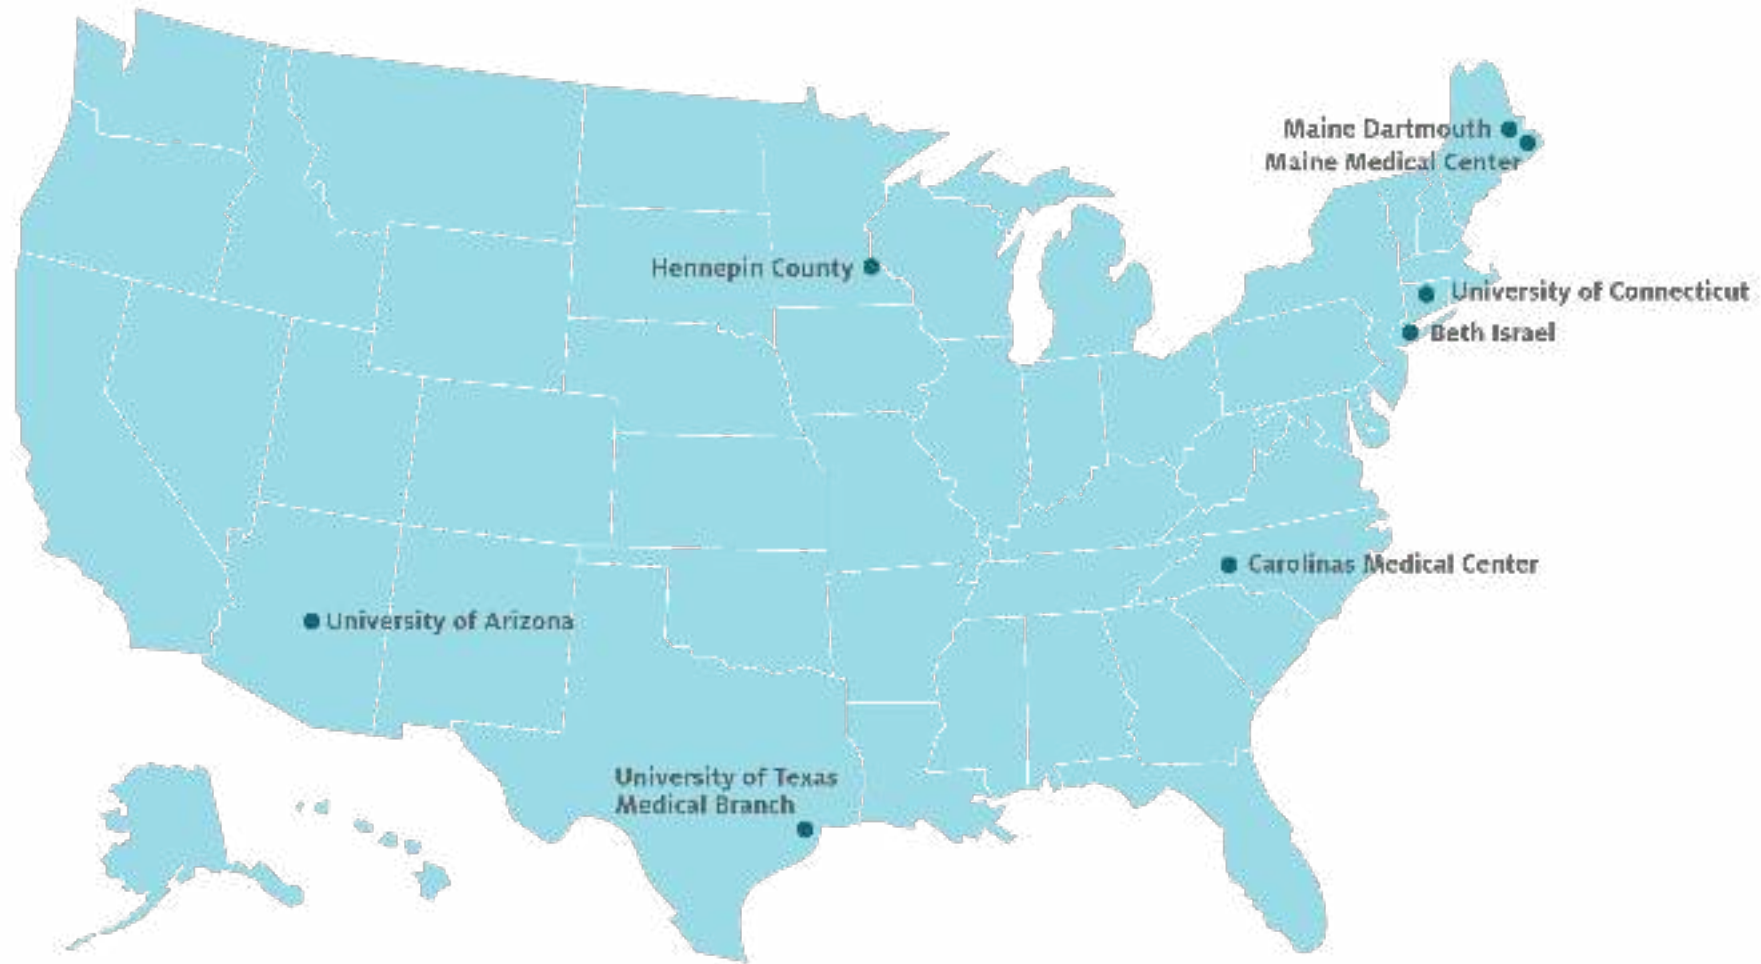 Maine Dartmouth
Maine Medical Center
Hennepin County
University of Connecticut
Beth Israel
Carolinas Medical Center
University of Arizona
University of Texas
Medical Branch